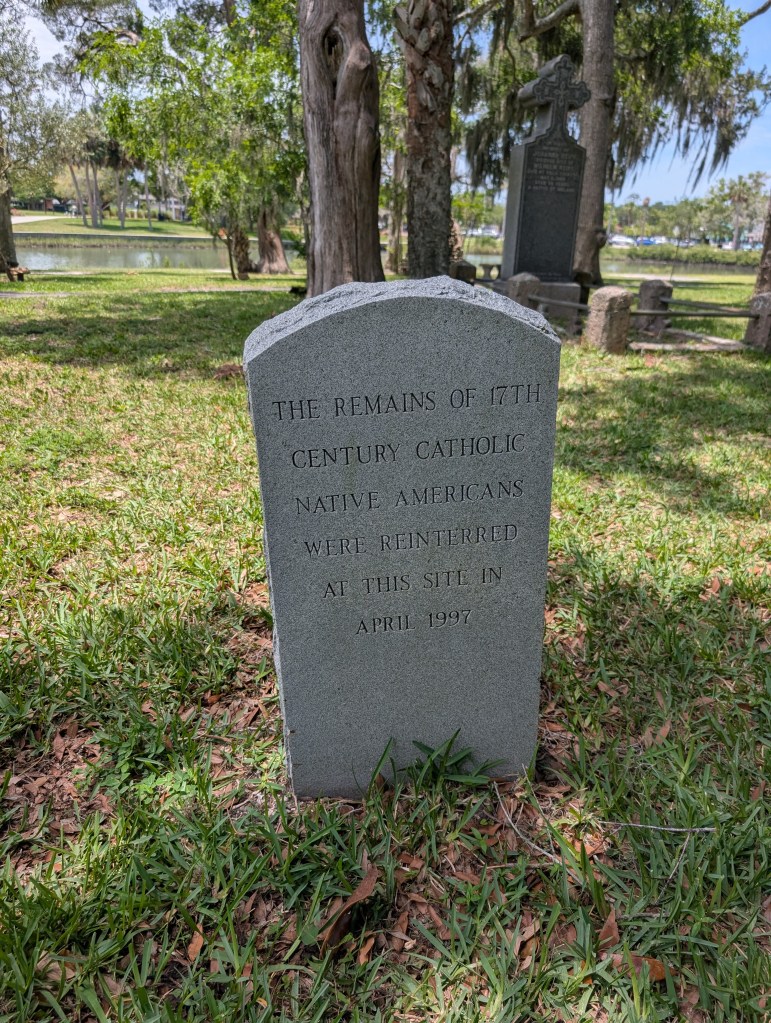 THE REMAINS OF 17TH
CENTURY CATHOLIC
NATIVE AMERICANS
WERE REINTERRED
AT THIS SITE IN
APRIL 1997